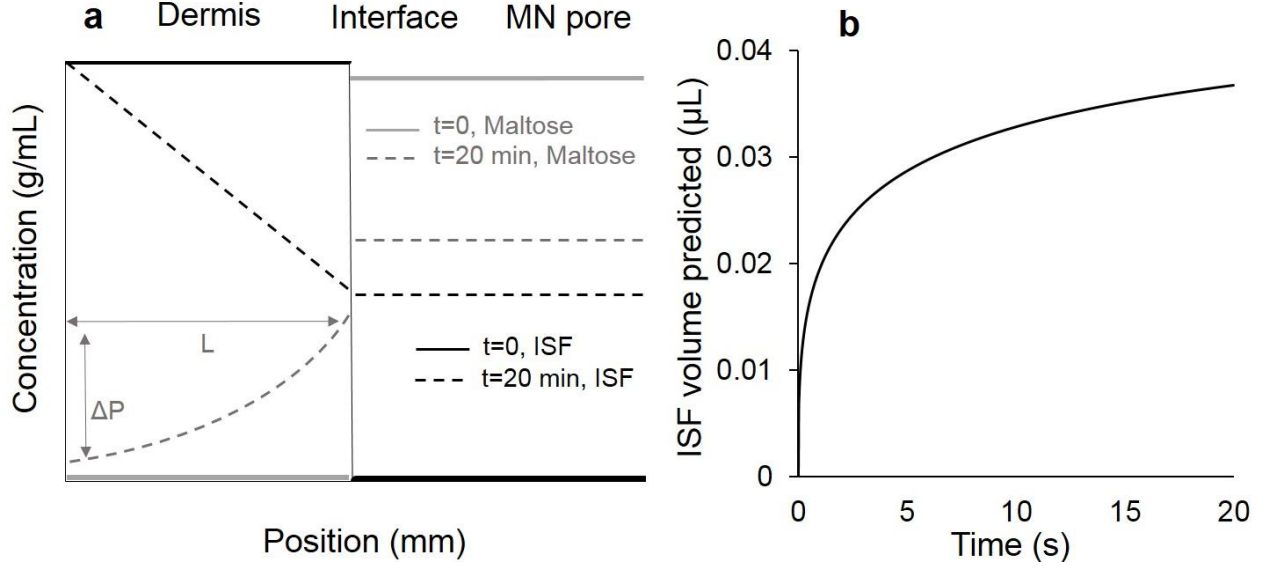 a
Dermis
Interface
MN pore
Concentration (g/mL)
t=0, Maltose
t=20 min, Maltose
L
ΔP
t=0, ISF
t=20 min, ISF
Position (mm)
b
ISF volume predicted (µL)
0.04
0.03
0.02
0.01
0
0 5 10 15 20
Time (s)